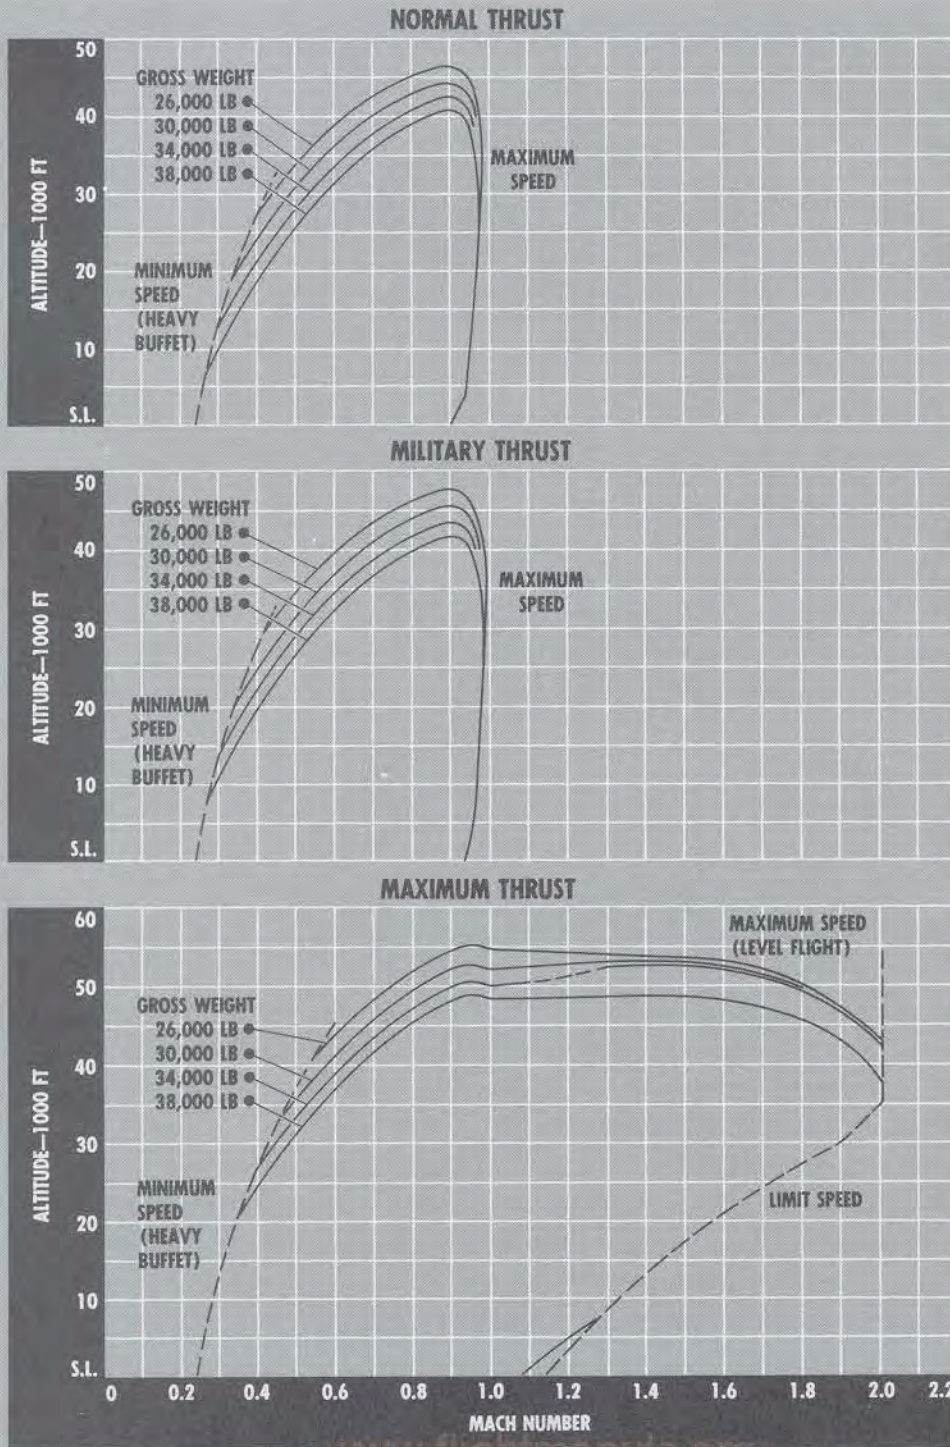 NORMAL THRUST
50
40
30
20
10
S.L.
ALTITUDE—1000 FT
GROSS WEIGHT
26,000 LB
30,000 LB
34,000 LB
38,000 LB
MAXIMUM
SPEED
MINIMUM
SPEED
(HEAVY
BUFFET)
MILITARY THRUST
50
40
30
20
10
S.L.
ALTITUDE—1000 FT
GROSS WEIGHT
26,000 LB
30,000 LB
34,000 LB
38,000 LB
MAXIMUM
SPEED
MINIMUM
SPEED
(HEAVY
BUFFET)
MAXIMUM THRUST
60
50
40
30
20
10
S.L.
ALTITUDE—1000 FT
MAXIMUM SPEED
(LEVEL FLIGHT)
GROSS WEIGHT
26,000 LB
30,000 LB
34,000 LB
38,000 LB
MINIMUM
SPEED
(HEAVY
BUFFET)
LIMIT SPEED
0 0.2 0.4 0.6 0.8 1.0 1.2 1.4 1.6 1.8 2.0 2.2
MACH NUMBER